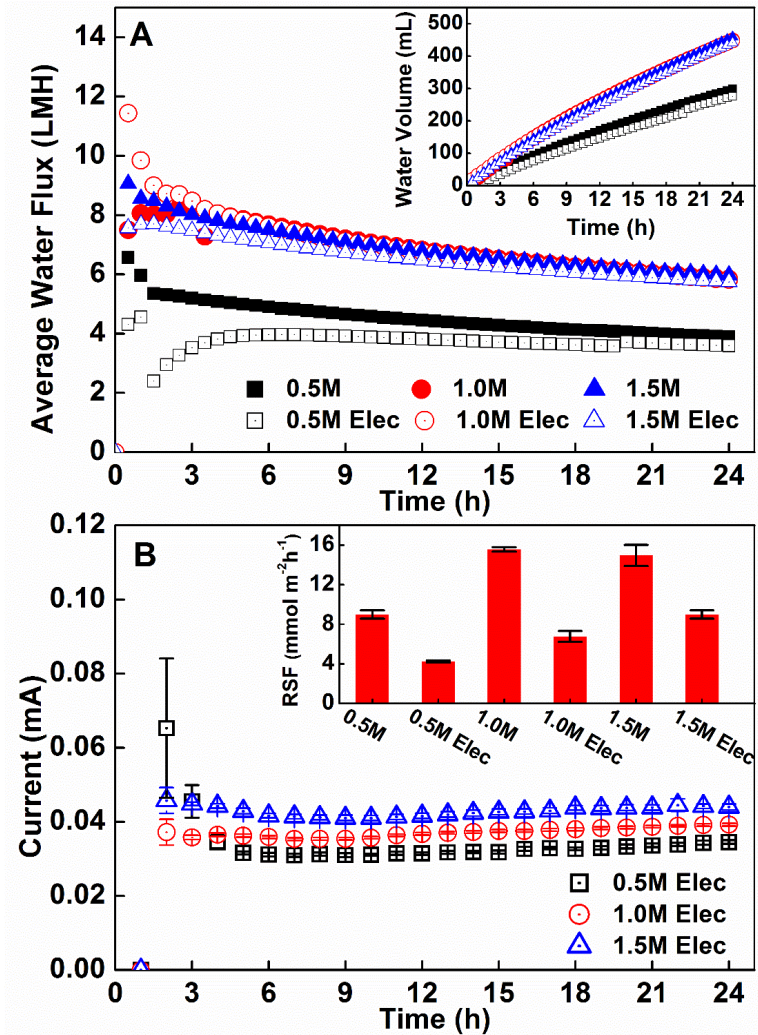 A
Average Water Flux (LMH)
14
12
10
8
6
4
2
0
0 3 6 9 12 15 18 21 24
Time (h)
0.5M 1.0M 1.5M
0.5M Elec 1.0M Elec 1.5M Elec
Water Volume (mL)
500
400
300
200
100
0
0 3 6 9 12 15 18 21 24
Time (h)
B
Current (mA)
0.12
0.10
0.08
0.06
0.04
0.02
0.00
0 3 6 9 12 15 18 21 24
Time (h)
0.5M Elec
1.0M Elec
1.5M Elec
RSF (mmol m-2h-1)
16
12
8
4
0
0.5M
0.5M Elec
1.0M
1.0M Elec
1.5M
1.5M Elec